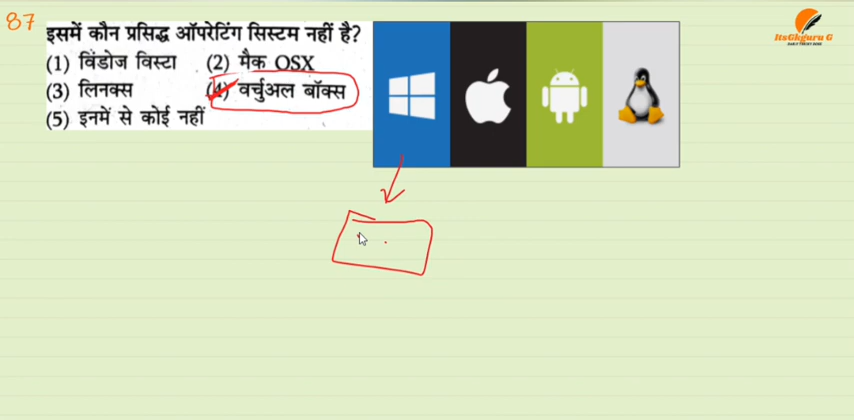 87
इसमें कौन प्रसिद्ध ऑपरेटिंग सिस्टम नहीं है?
(1) विंडोज विस्टा (2) मैक OSX
(3) लिनक्स (4) वर्चुअल बॉक्स
(5) इनमें से कोई नहीं
ItsGkguru G